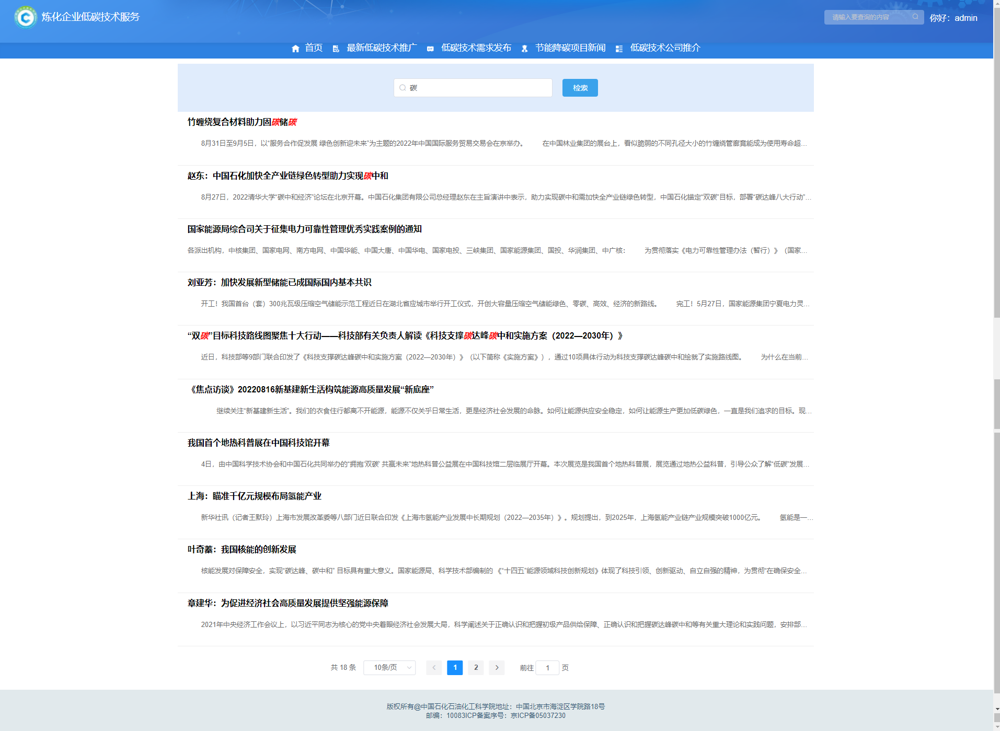 炼化企业低碳技术服务
请输入要查询的内容
你好：admin
首页 最新低碳技术推广 低碳技术需求发布 节能降碳项目新闻 低碳技术公司推介
碳
检索
竹缠绕复合材料助力固碳储碳
8月31日至9月5日，以“服务合作促发展 绿色创新迎未来”为主题的2022年中国国际服务贸易交易会在京举办。 在中国林业集团的展台上，看似脆弱的不同孔径大小的竹缠绕管廊竟能成为使用寿命超...
赵东：中国石化加快全产业链绿色转型助力实现碳中和
8月27日，2022清华大学“碳中和经济”论坛在北京开幕。中国石化集团有限公司总经理赵东在主旨演讲中表示，助力实现碳中和需加快全产业链绿色转型，中国石化锚定“双碳”目标，部署“碳达峰八大行动”...
国家能源局综合司关于征集电力可靠性管理优秀实践案例的通知
各派出机构，中核集团、国家电网、南方电网、中国华能、中国大唐、中国华电、国家电投、三峡集团、国家能源集团、国投、华润集团、中广核： 为贯彻落实《电力可靠性管理办法（暂行）》（国家...
刘亚芳：加快发展新型储能已成国际国内基本共识
开工！我国首台（套）300兆瓦级压缩空气储能示范工程近日在湖北省应城市举行开工仪式，开创大容量压缩空气储能绿色、零碳、高效、经济的新路线。 完工！5月27日，国家能源集团宁夏电力灵...
“双碳”目标科技路线图聚焦十大行动——科技部有关负责人解读《科技支撑碳达峰碳中和实施方案（2022—2030年）》
近日，科技部等9部门联合印发了《科技支撑碳达峰碳中和实施方案（2022—2030年）》（以下简称《实施方案》），通过10项具体行动为科技支撑碳达峰碳中和绘就了实施路线图。 为什么在当前...
《焦点访谈》20220816新基建新生活构筑能源高质量发展“新底座”
继续关注“新基建新生活”。我们的衣食住行都离不开能源，能源不仅关乎日常生活，更是经济社会发展的命脉。如何让能源供应安全稳定，如何让能源生产更加低碳绿色，一直是我们追求的目标。现...
我国首个地热科普展在中国科技馆开幕
4日，由中国科学技术协会和中国石化共同举办的“拥抱‘双碳’ 共赢未来”地热科普公益展在中国科技馆二层临展厅开幕。本次展览是我国首个地热科普展，展览通过地热公益科普，引导公众了解“低碳”发展...
上海：瞄准千亿元规模布局氢能产业
新华社讯（记者王默玲）上海市发展改革委等八部门近日联合印发《上海市氢能产业发展中长期规划（2022—2035年）》。规划提出，到2025年，上海氢能产业链产业规模突破1000亿元。 氢能是一...
叶奇蓁：我国核能的创新发展
核能发展对保障安全，实现“碳达峰、碳中和” 目标具有重大意义。国家能源局、科学技术部编制的 《“十四五”能源领域科技创新规划》体现了科技引领、创新驱动、自立自强的精神，为贯彻“在确保安全...
章建华：为促进经济社会高质量发展提供坚强能源保障
2021年中央经济工作会议上，以习近平同志为核心的党中央着眼经济社会发展大局，科学阐述关于正确认识和把握初级产品供给保障、正确认识和把握碳达峰碳中和等有关重大理论和实践问题，安排部...
共 18 条 10条/页 1 2 前往 1 页
版权所有@中国石化石油化工科学院地址：中国北京市海淀区学院路18号
邮编：10083ICP备案序号：京ICP备05037230